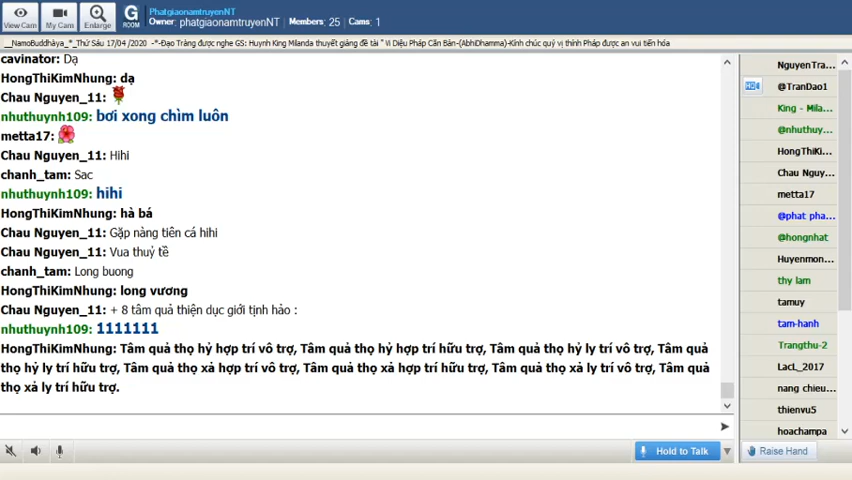 View Cam
My Cam
Enlarge
G
ROOM
PhatgiaonamtruyenNT
Owner: phatgiaonamtruyenNT Members: 25 Cams: 1
__NamoBuddhàya_*_Thứ Sáu 17/04 /2020 -*-Đạo Tràng được nghe GS: Huynh King Milanda thuyết giảng đề tài " Vi Diệu Pháp Căn Bản-(AbhiDhamma)-Kính chúc quý vị thính Pháp được an vui tiến hóa
cavinator: Dạ
HongThiKimNhung: dạ
Chau Nguyen_11:
nhuthuynh109: bơi xong chìm luôn
metta17:
Chau Nguyen_11: Hihi
chanh_tam: Sac
nhuthuynh109: hihi
HongThiKimNhung: hà bá
Chau Nguyen_11: Gặp nàng tiên cá hihi
Chau Nguyen_11: Vua thuỷ tề
chanh_tam: Long buong
HongThiKimNhung: long vương
Chau Nguyen_11: + 8 tâm quả thiện dục giới tịnh hảo :
nhuthuynh109: 1111111
HongThiKimNhung: Tâm quả thọ hỷ hợp trí vô trợ, Tâm quả thọ hỷ hợp trí hữu trợ, Tâm quả thọ hỷ ly trí vô trợ, Tâm quả
thọ hỷ ly trí hữu trợ, Tâm quả thọ xả hợp trí vô trợ, Tâm quả thọ xả hợp trí hữu trợ, Tâm quả thọ xả ly trí vô trợ, Tâm quả
thọ xả ly trí hữu trợ.
NguyenTra...
@TranDao1
King - Mila...
@nhuthuy...
HongThiKi...
Chau Nguy...
metta17
@phat pha...
@hongnhat
Huyenmon...
thy lam
tamuy
tam-hanh
Trangthu-2
LacL_2017
nang chieu...
thienvu5
hoachampa
Hold to Talk
Raise Hand